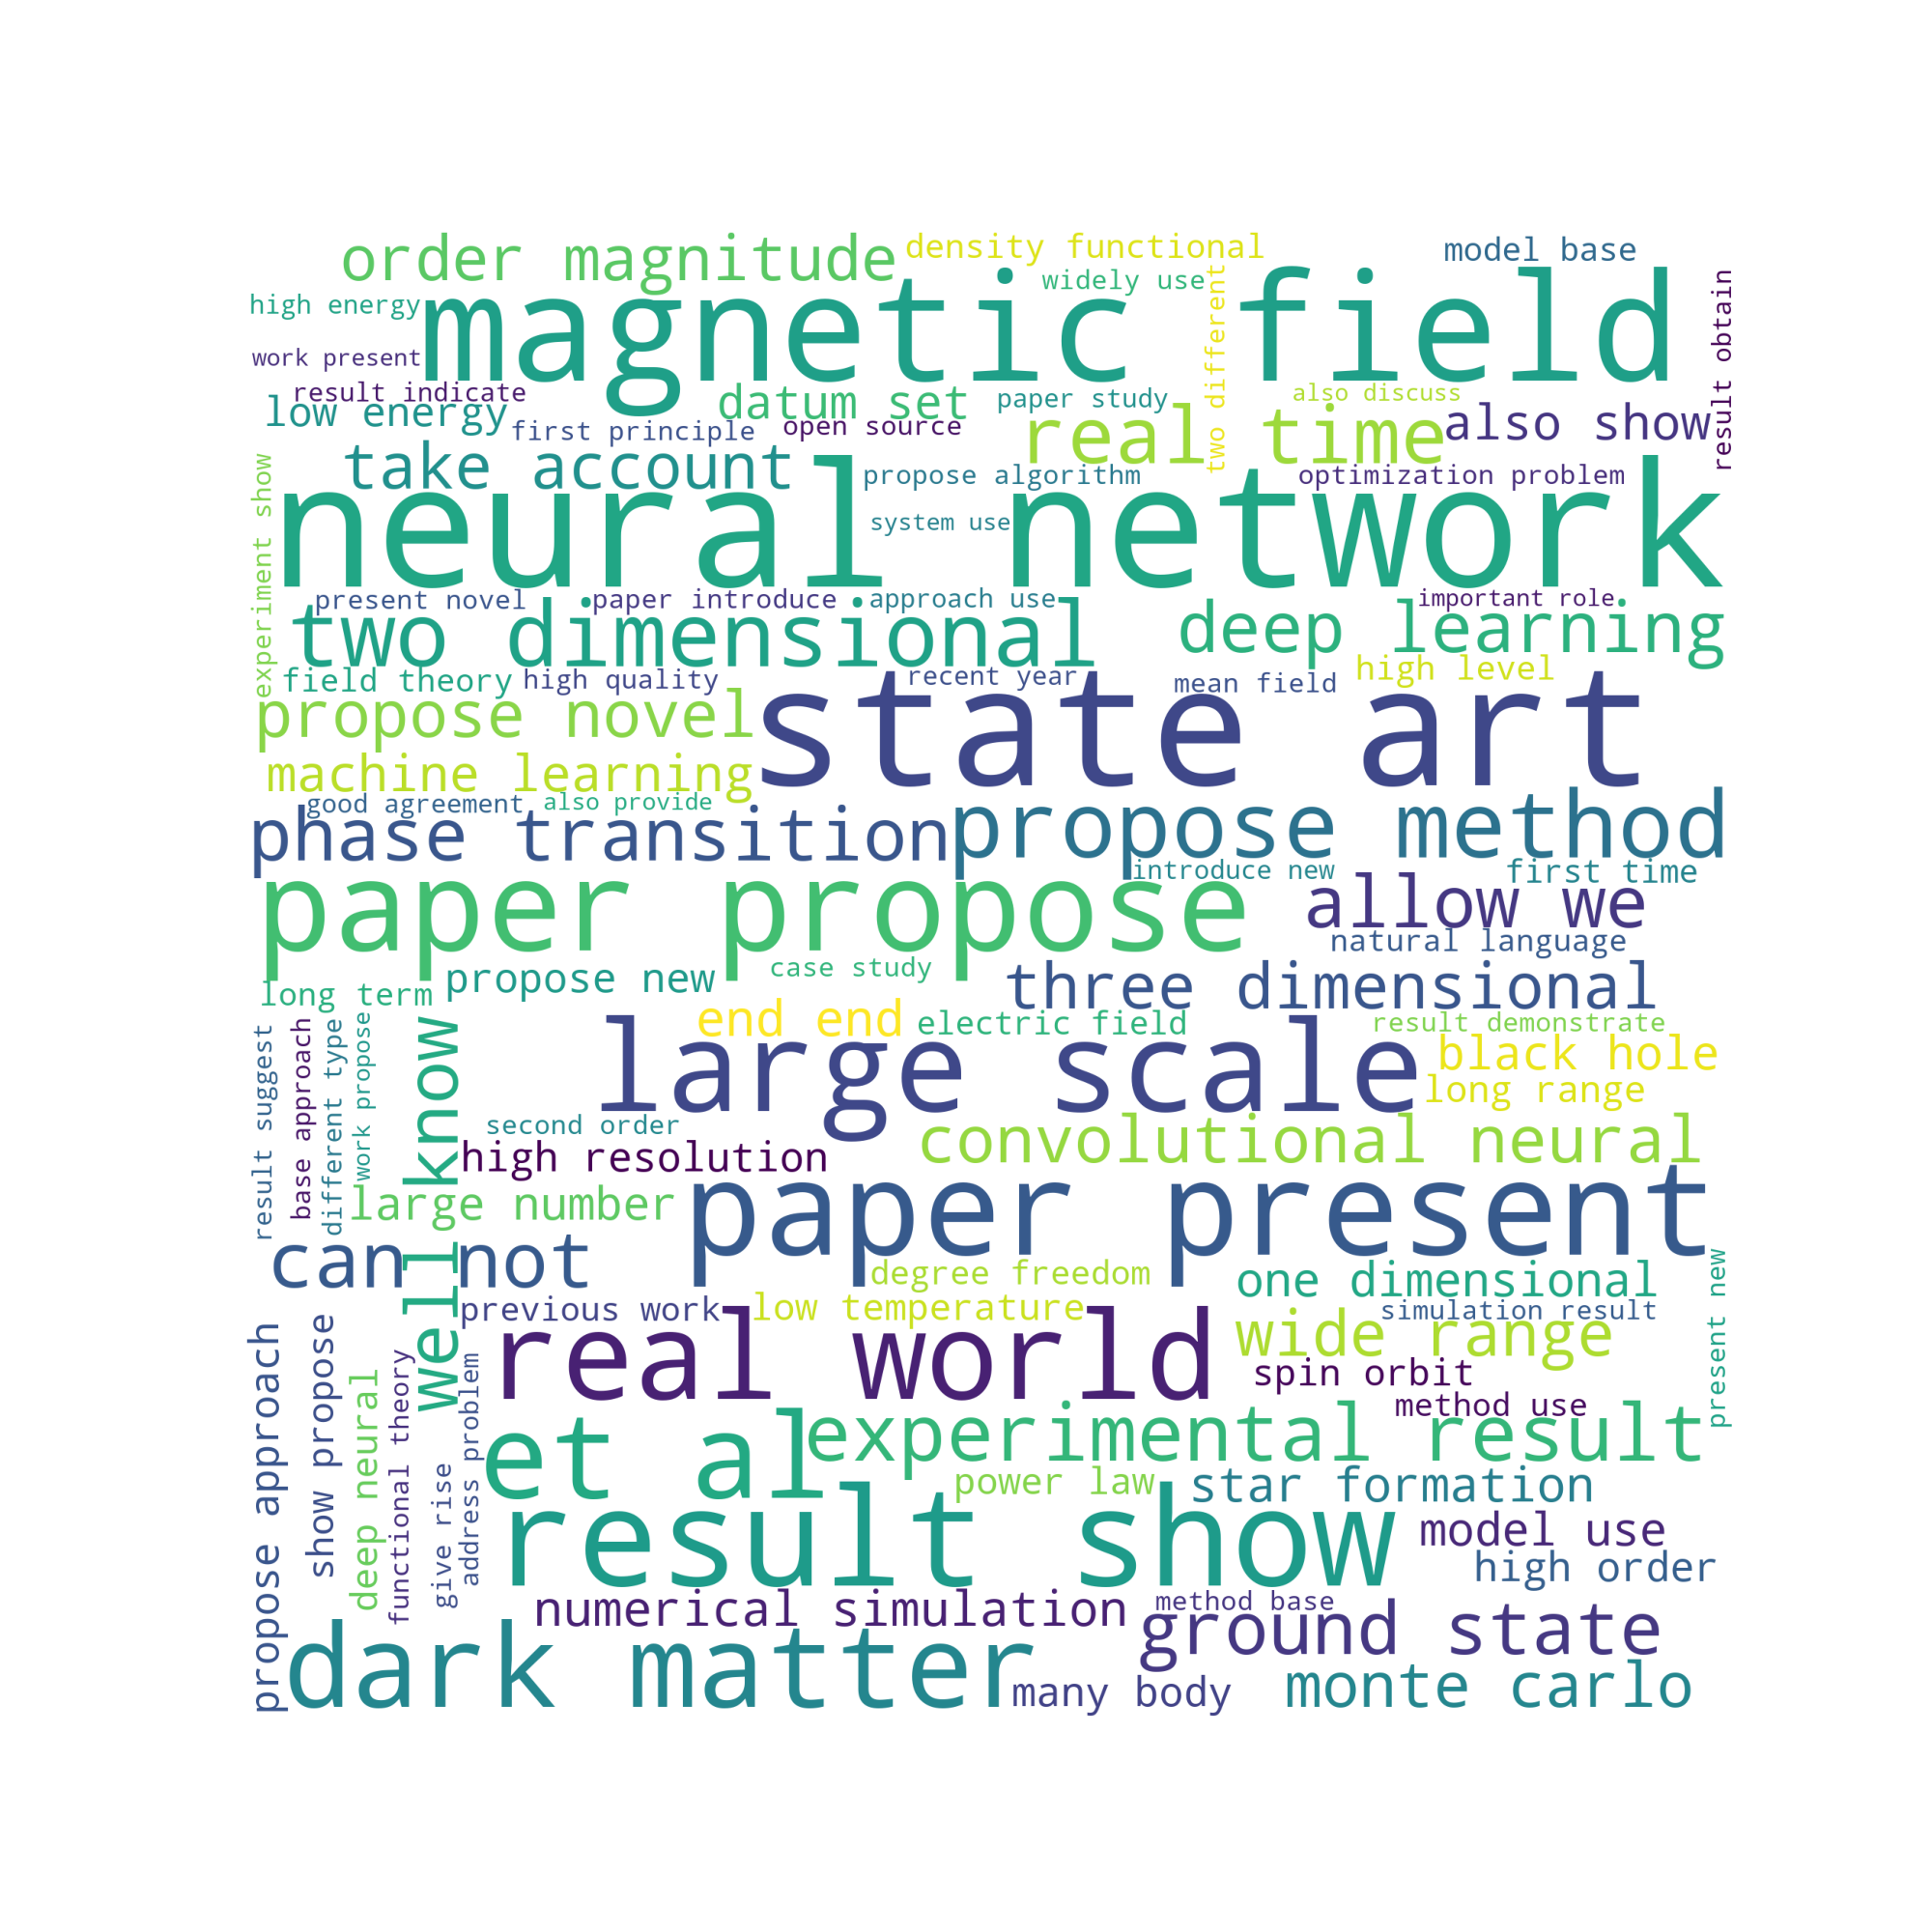 order magnitude
density functional
model base
high energy
magnetic field
widely use
two different
result obtain
work present
result indicate
datum set
paper study
also discuss
low energy
first principle
open source
real time
also show
take account
propose algorithm
optimization problem
experiment show
neural network
system use
present novel
paper introduce
approach use
important role
two dimensional
deep learning
field theory
high quality
recent year
mean field
high level
propose novel
state art
machine learning
good agreement
also provide
phase transition
propose method
introduce new
first time
paper propose
allow we
natural language
case study
long term
propose new
three dimensional
end end
electric field
result demonstrate
result suggest
base approach
different type
work propose
well know
large scale
black hole
long range
second order
high resolution
convolutional neural
large number
paper present
can not
degree freedom
one dimensional
present new
previous work
low temperature
simulation result
real world
wide range
spin orbit
method use
propose approach
show propose
deep neural
functional theory
give rise
address problem
et al
experimental result
power law
star formation
result show
model use
high order
numerical simulation
method base
ground state
dark matter
many body
monte carlo